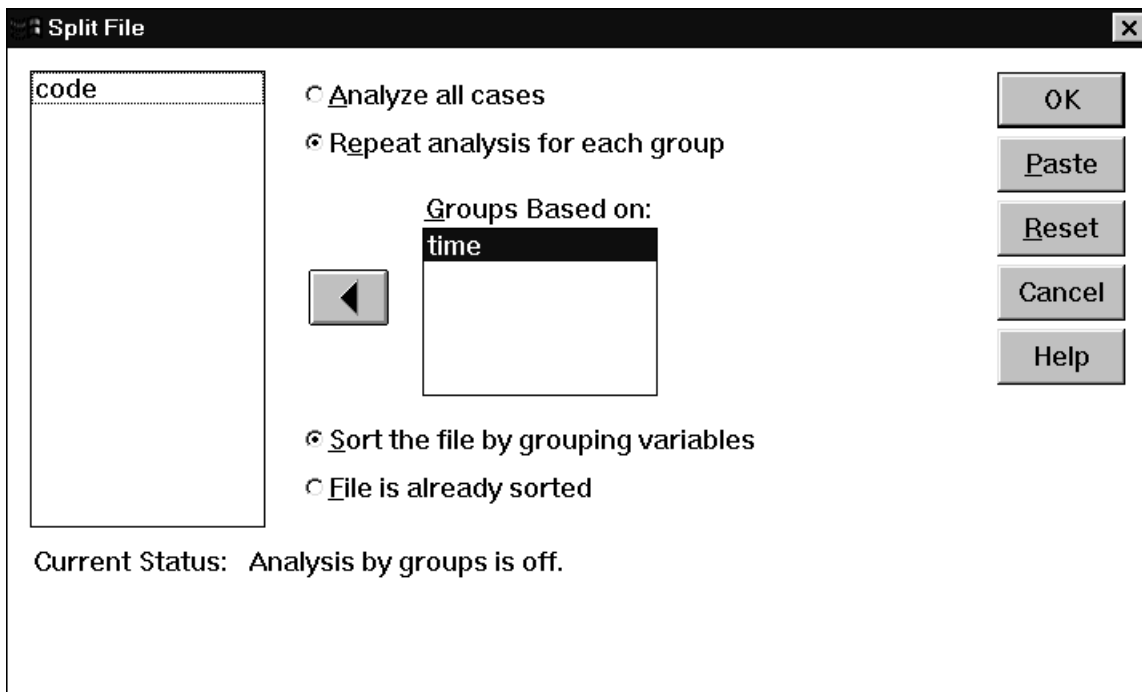 Split File
code
Analyze all cases
Repeat analysis for each group
Groups Based on:
time
Sort the file by grouping variables
File is already sorted
Current Status: Analysis by groups is off.
OK
Paste
Reset
Cancel
Help